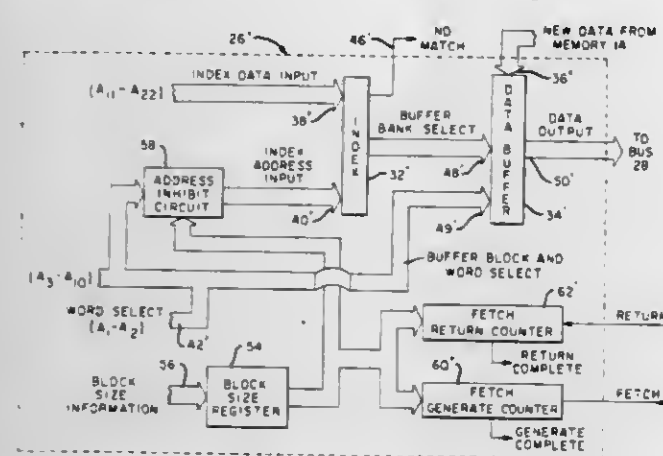 26'
46'
NO
MATCH
NEW DATA FROM
MEMORY 1A
36'
(A11-A22)
INDEX DATA INPUT
38'
INDEX
32'
BUFFER
BANK SELECT
48'
DATA BUFFER
DATA
OUTPUT
50'
TO
BUS
28
34'
58
ADDRESS
INHIBIT
CIRCUIT
INDEX
ADDRESS
INPUT
40'
49'
(A3-A10)
BUFFER BLOCK AND
WORD SELECT
WORD SELECT
(A1-A2)
42'
62'
FETCH
RETURN COUNTER
RETURN
RETURN
COMPLETE
BLOCK
SIZE
INFORMATION
56
54
BLOCK
SIZE
REGISTER
60'
FETCH
GENERATE COUNTER
FETCH
GENERATE
COMPLETE